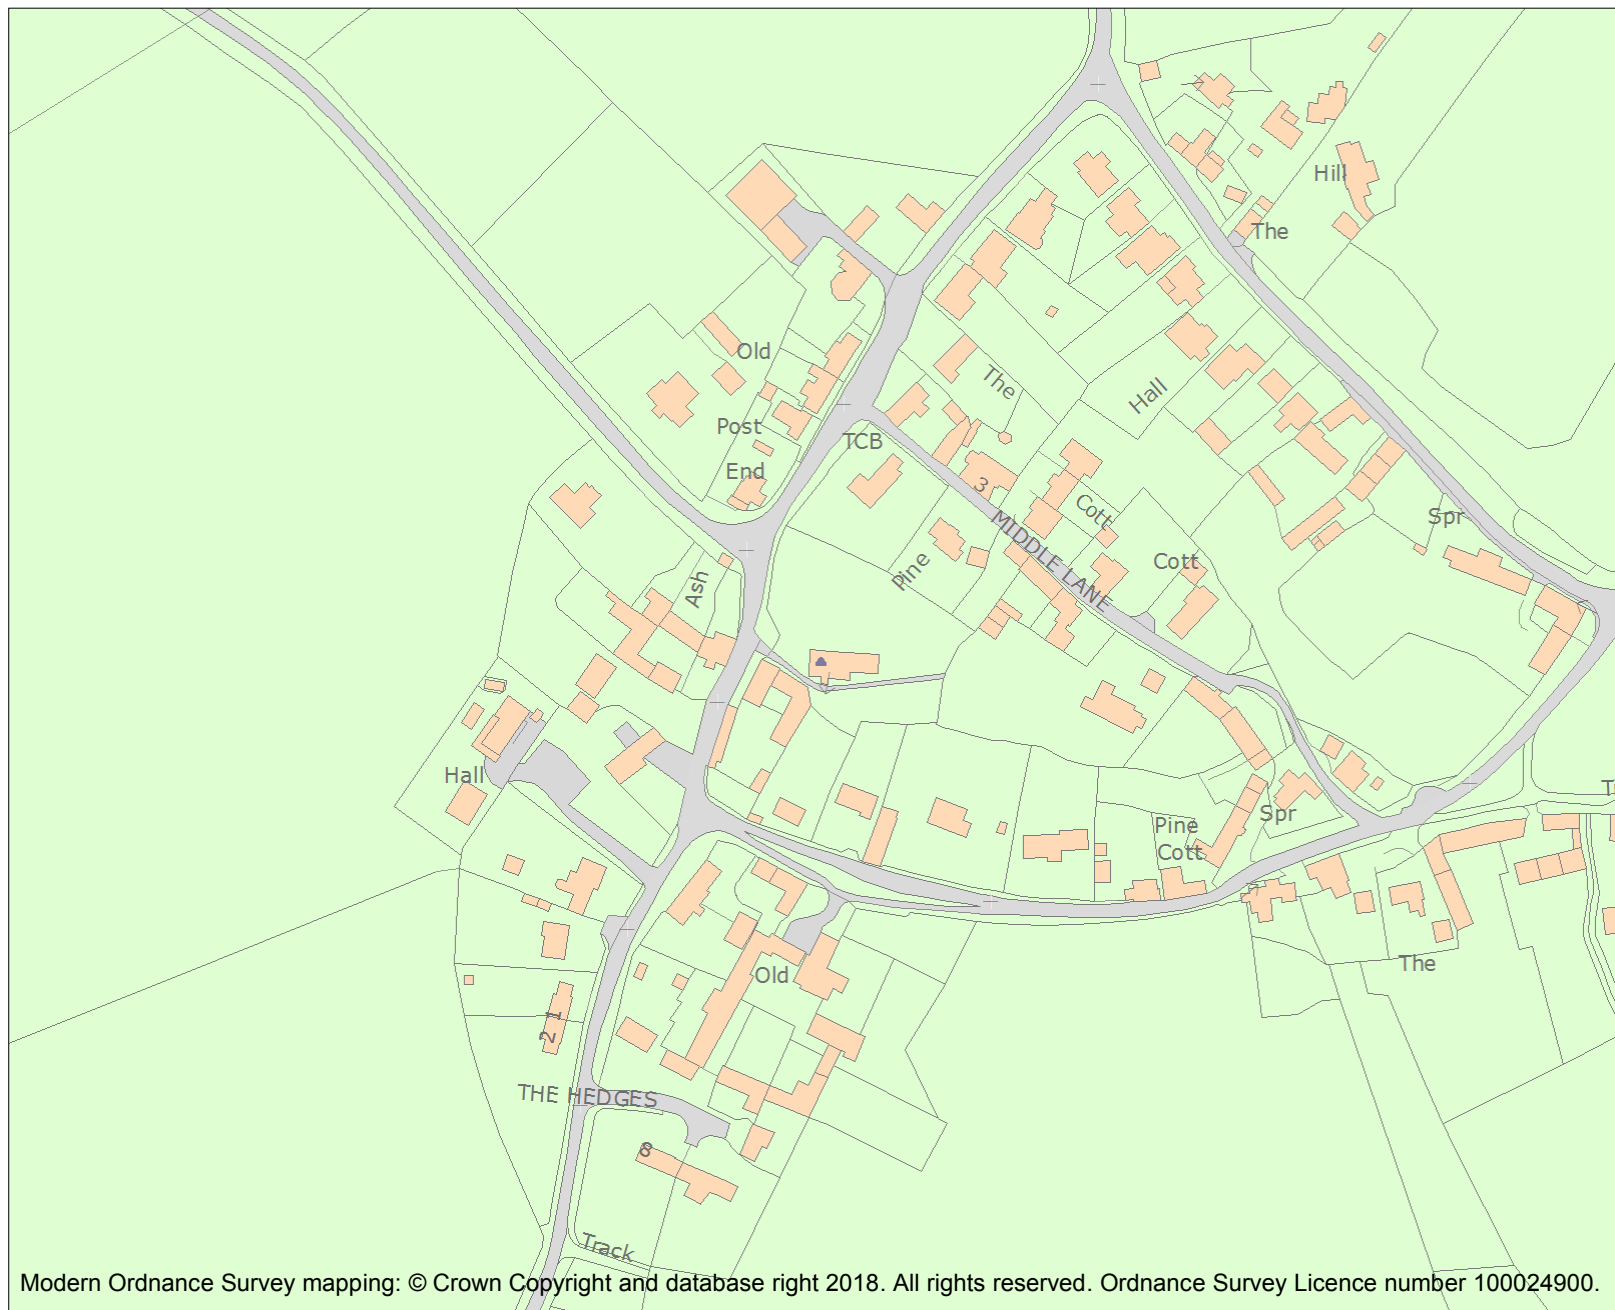 Hill
The
Old
The
Hall
Post
TCB
End
3
Cott
MIDDLE LANE
Spr
Cott
Pine
Ash
Hall
Spr
Pine
Cott
The
Old
1
2
THE HEDGES
8
Track
Modern Ordnance Survey mapping: © Crown Copyright and database right 2018. All rights reserved. Ordnance Survey Licence number 100024900.